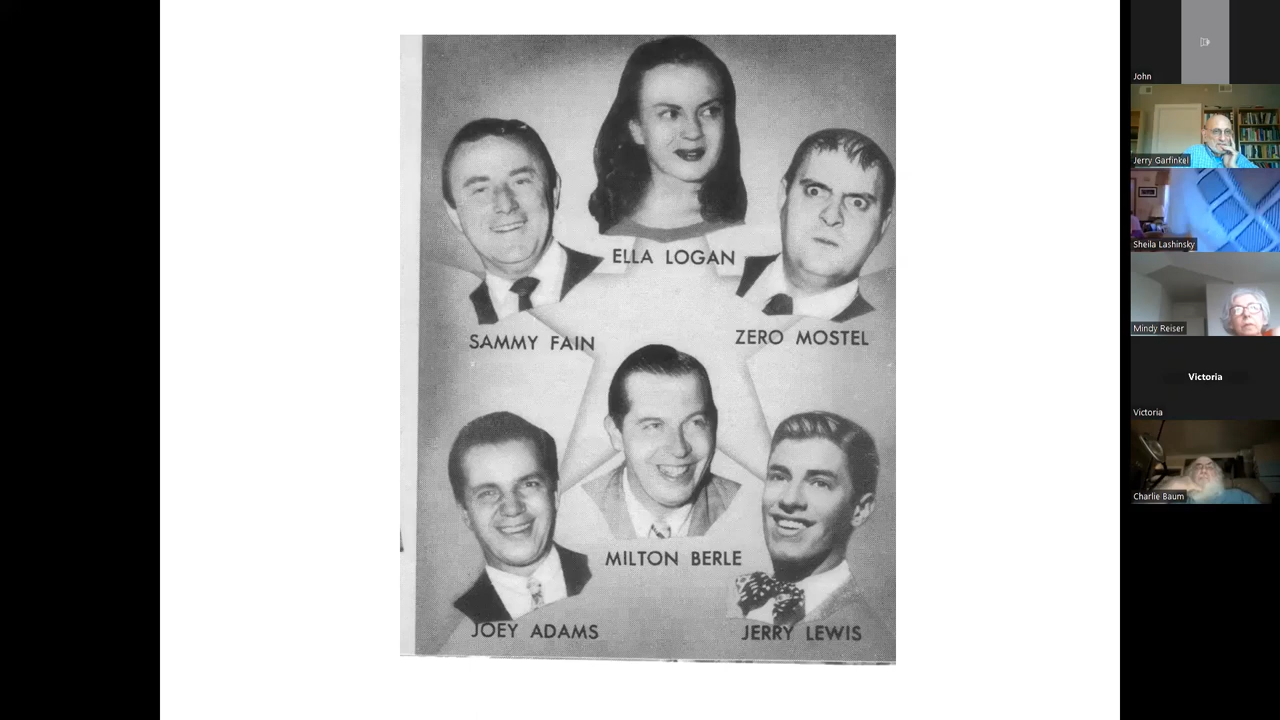 ELLA LOGAN
SAMMY FAIN
ZERO MOSTEL
MILTON BERLE
JOEY ADAMS
JERRY LEWIS
John
Jerry Garfinkel
Sheila Lashinsky
Mindy Reiser
Victoria
Victoria
Charlie Baum